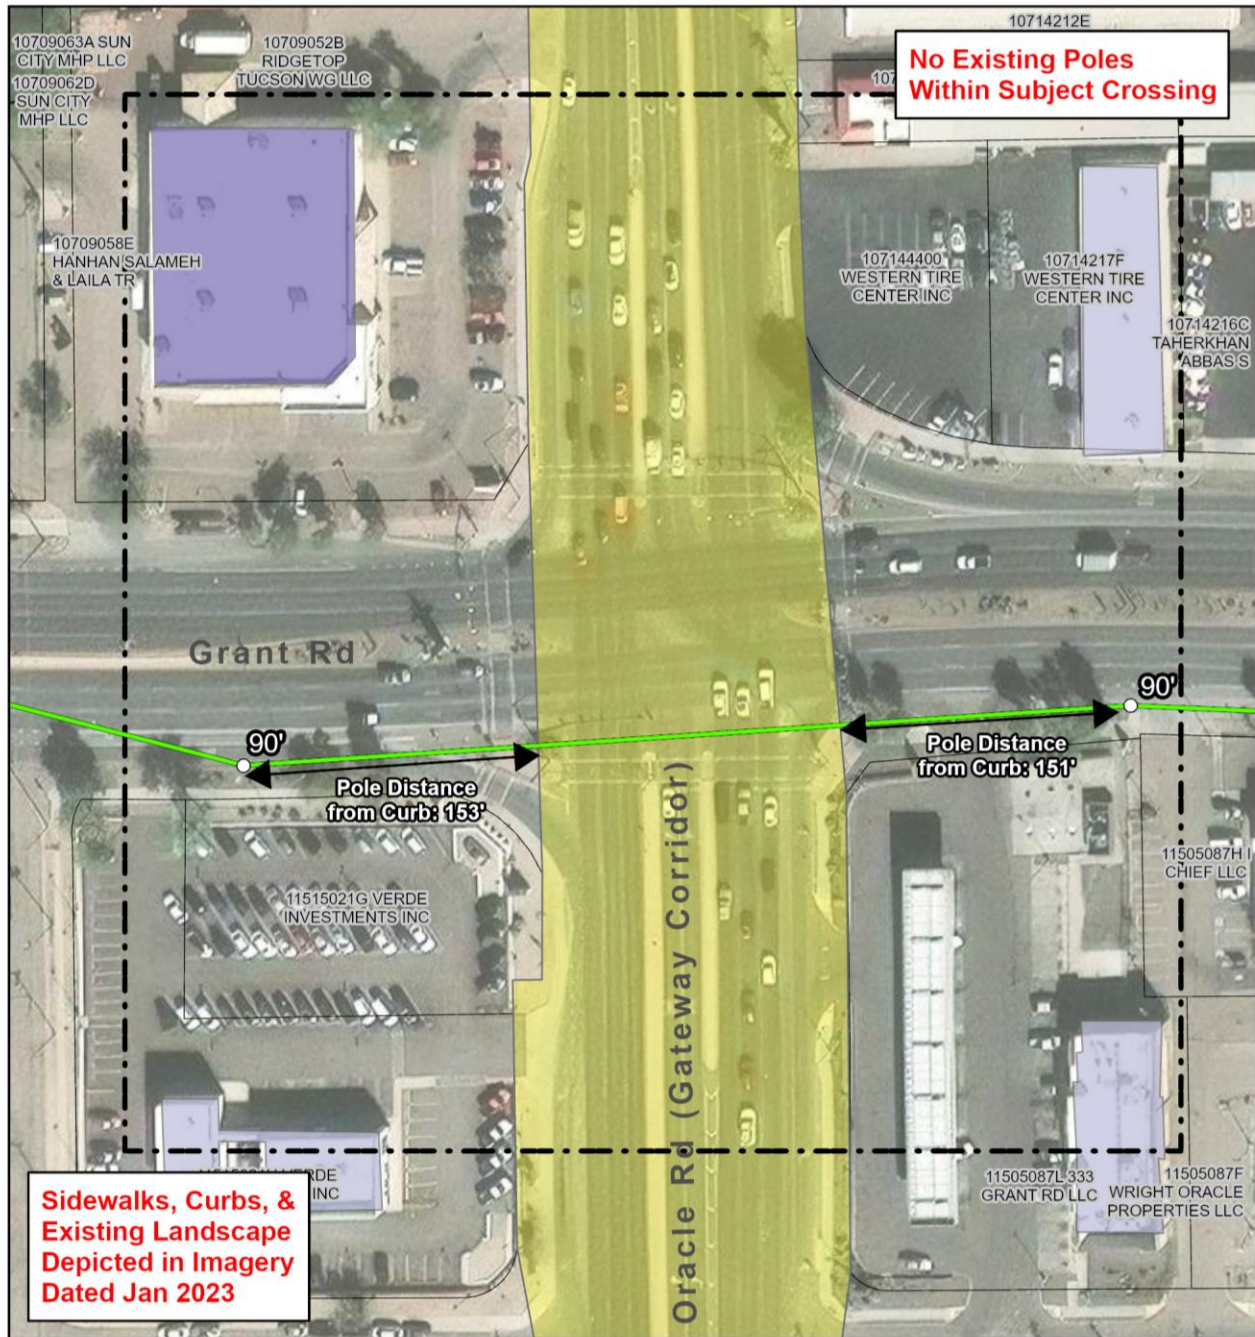 10709063A SUN
CITY MHP LLC
10709062D
SUN CITY
MHP LLC
10709052B
RIDGETOP
TUCSON WG LLC
10714212E
No Existing Poles
Within Subject Crossing
10709058E
HANHAN SALAMEH
& LAILA TR
107144400
WESTERN TIRE
CENTER INC
10714217F
WESTERN TIRE
CENTER INC
10714216C
TAHERKHAN
ABBAS S
Grant Rd
90'
Pole Distance
from Curb: 153'
90'
Pole Distance
from Curb: 151'
Oracle Rd (Gateway Corridor)
11515021G VERDE
INVESTMENTS INC
11505087H I
CHIEF LLC
INC
11505087L 333
GRANT RD LLC
11505087F
WRIGHT ORACLE
PROPERTIES LLC
Sidewalks, Curbs, &
Existing Landscape
Depicted in Imagery
Dated Jan 2023